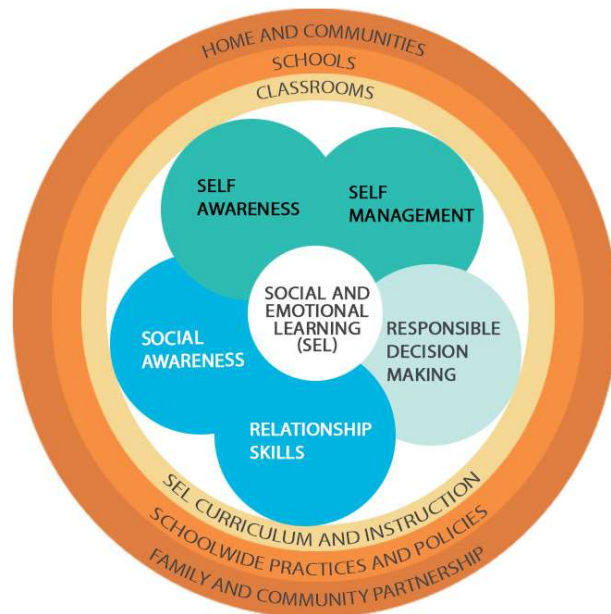 HOME AND COMMUNITIES
SCHOOLS
CLASSROOMS
SELF
AWARENESS
SELF
MANAGEMENT
SOCIAL AND
EMOTIONAL
LEARNING
(SEL)
SOCIAL
AWARENESS
RESPONSIBLE
DECISION
MAKING
RELATIONSHIP
SKILLS
SEL CURRICULUM AND INSTRUCTION
SCHOOLWIDE PRACTICES AND POLICIES
FAMILY AND COMMUNITY PARTNERSHIP